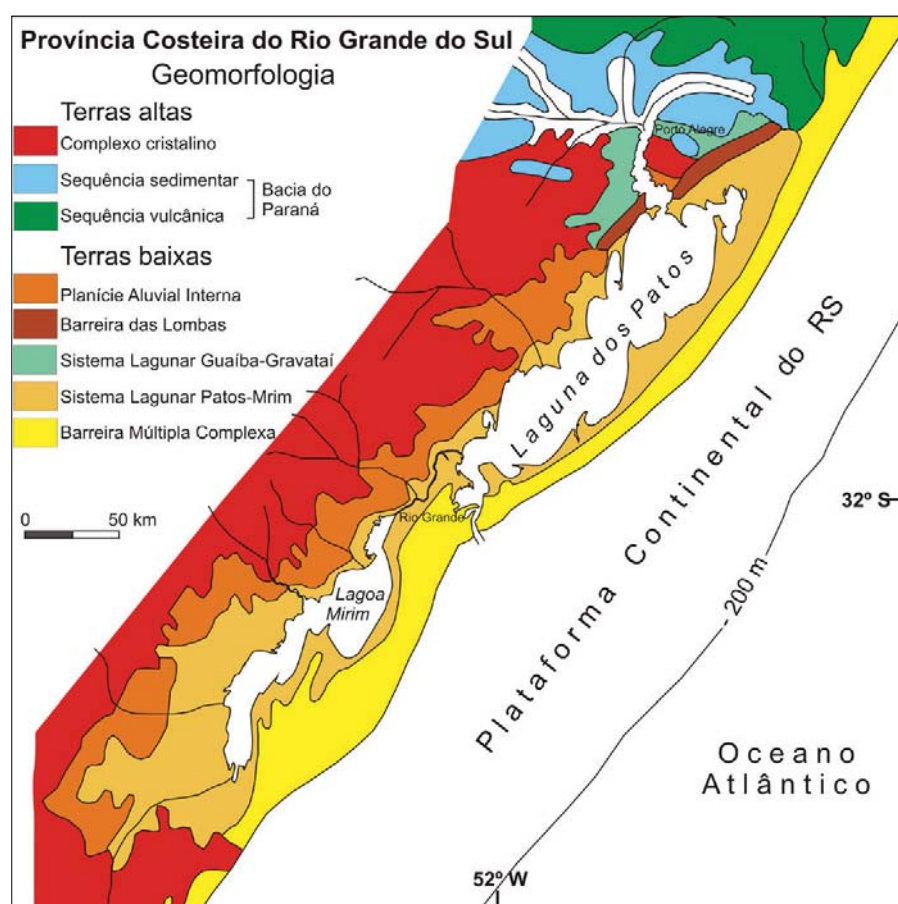 Província Costeira do Rio Grande do Sul
Geomorfologia
Terras altas
Complexo cristalino
Sequência sedimentar
Sequência vulcânica
Bacia do
Paraná
Terras baixas
Planície Aluvial Interna
Barreira das Lombas
Sistema Lagunar Guaíba-Gravataí
Sistema Lagunar Patos-Mrim
Barreira Múltipla Complexa
0 50 km
Porto Alegre
Laguna dos Patos
Rio Grande
Lagoa
Mirim
Plataforma Continental do RS
32º S
- 200 m
Oceano
Atlântico
52º W